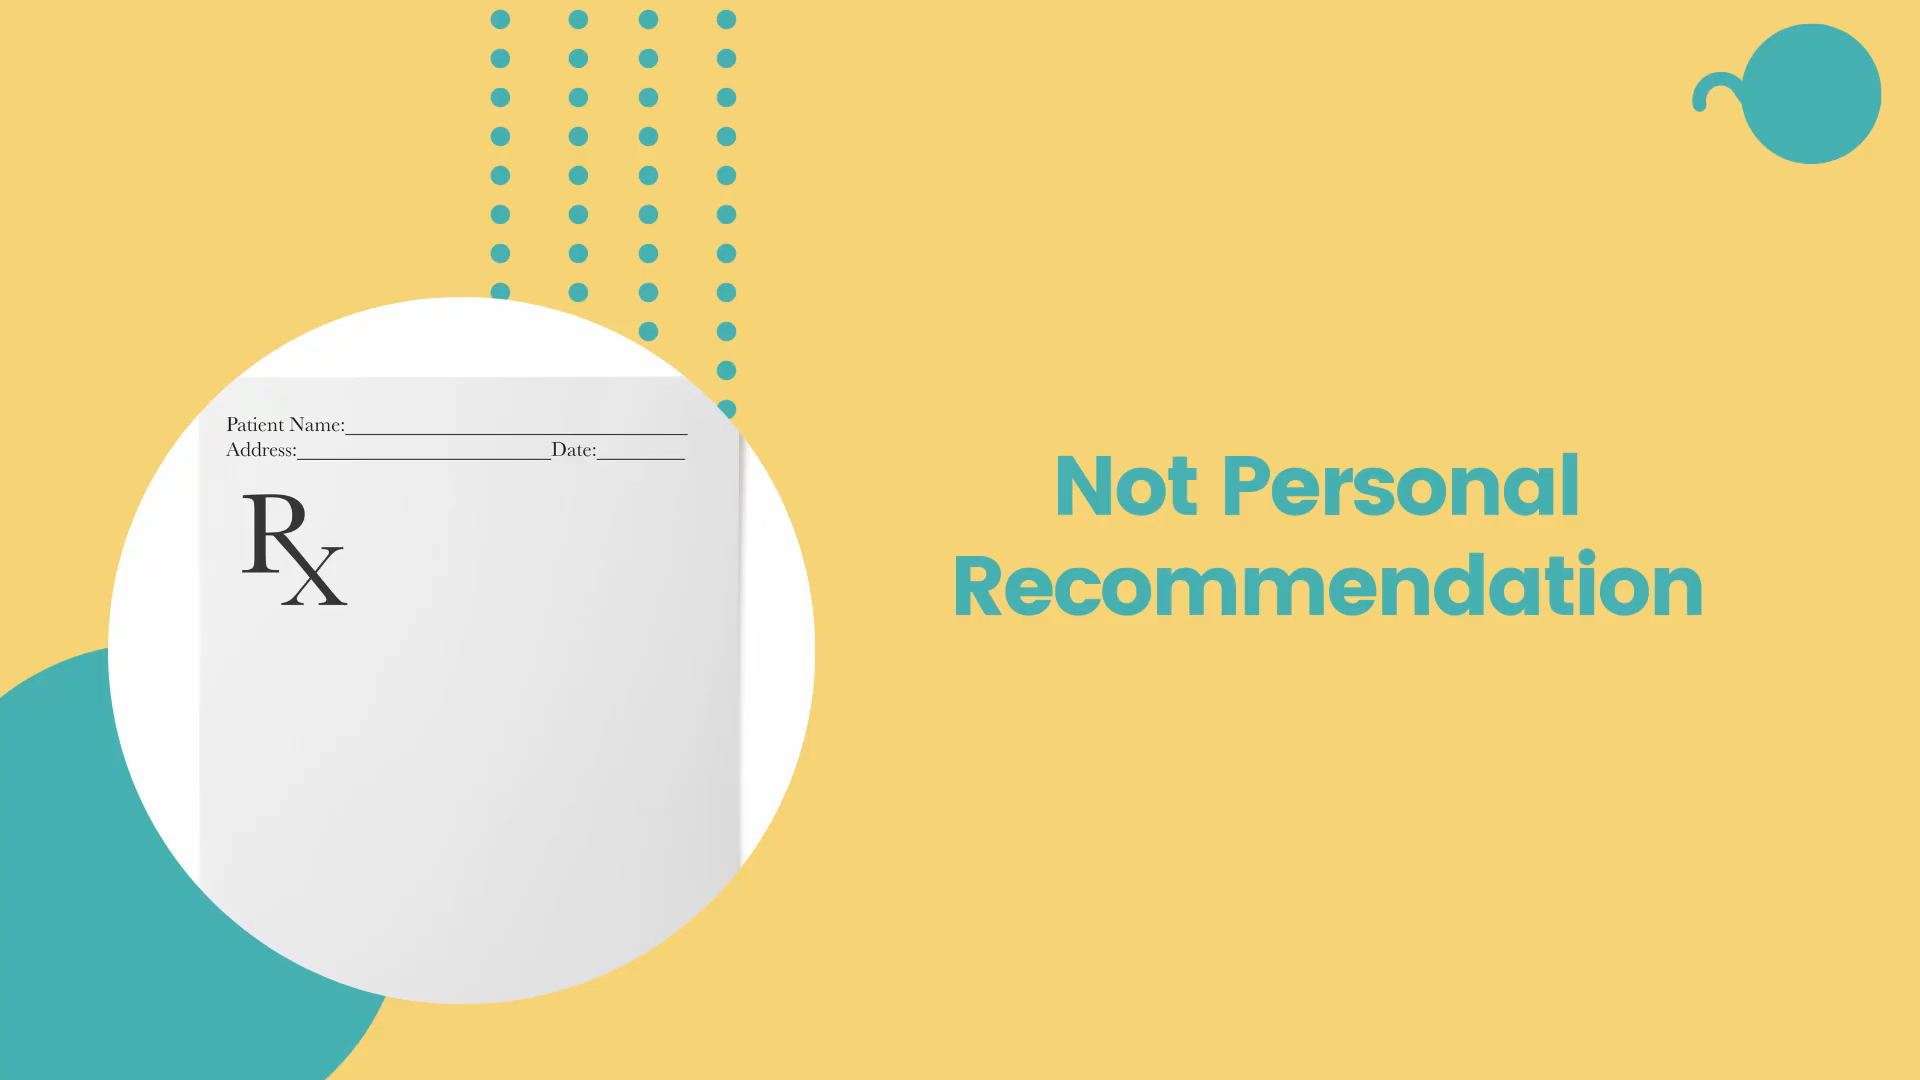 Patient Name:
Address: Date:
Rx
Not Personal
Recommendation